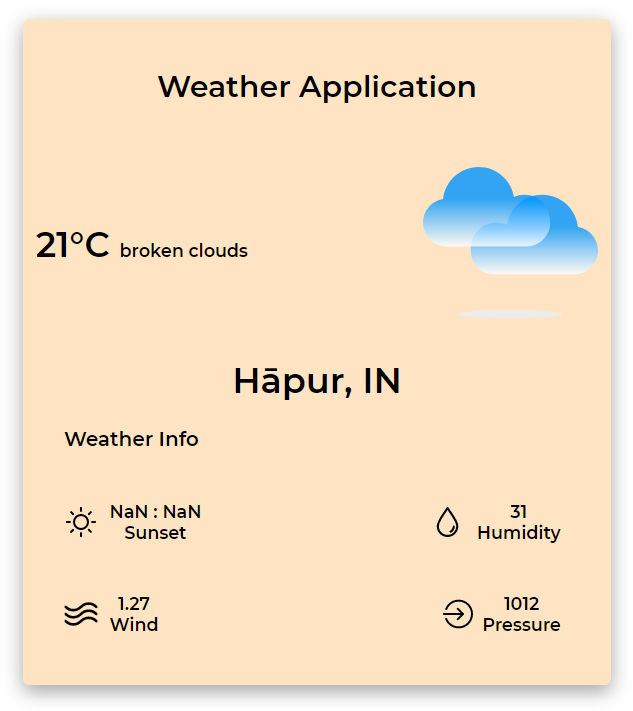 Weather Application
21°C broken clouds
Hāpur, IN
Weather Info
NaN : NaN
Sunset
31
Humidity
1.27
Wind
1012
Pressure